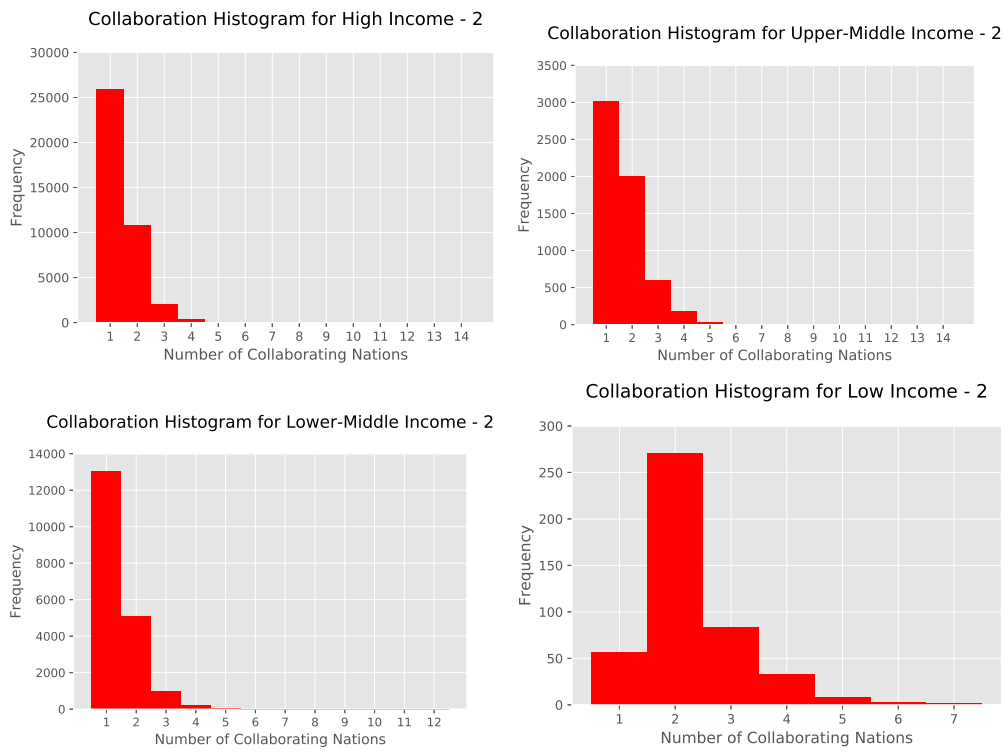 Collaboration Histogram for High Income - 2
30000
25000
20000
15000
10000
5000
0
Frequency
1 2 3 4 5 6 7 8 9 10 11 12 13 14
Number of Collaborating Nations
Collaboration Histogram for Upper-Middle Income - 2
3500
3000
2500
2000
1500
1000
500
0
Frequency
1 2 3 4 5 6 7 8 9 10 11 12 13 14
Number of Collaborating Nations
Collaboration Histogram for Lower-Middle Income - 2
14000
12000
10000
8000
6000
4000
2000
0
Frequency
1 2 3 4 5 6 7 8 9 10 11 12
Number of Collaborating Nations
Collaboration Histogram for Low Income - 2
300
250
200
150
100
50
0
Frequency
1 2 3 4 5 6 7
Number of Collaborating Nations